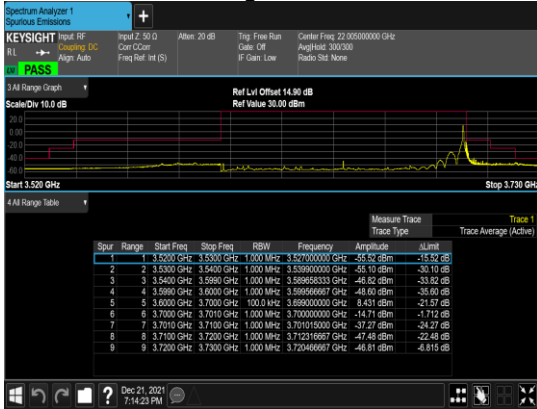 Spectrum Analyzer 1
Spurious Emissions
+
KEYSIGHT Input: RF Input Z: 50 Ω Atten: 20 dB Trig: Free Run Center Freq: 22.005000000 GHz
RL Coupling: DC Corr CCorr Gate: Off Avg|Hold: 300/300
Align: Auto Freq Ref: Int (S) IF Gain: Low Radio Std: None
PASS
3 All Range Graph Ref Lvl Offset 14.90 dB
Scale/Div 10.0 dB Ref Value 30.00 dBm
20.0
0.00
-20.0
-40.0
-60.0
Start 3.520 GHz Stop 3.730 GHz
4 All Range Table
Measure Trace Trace 1
Trace Type Trace Average (Active)
Spur Range Start Freq Stop Freq RBW Frequency Amplitude ΔLimit
1 1 3.5200 GHz 3.5300 GHz 1.000 MHz 3.527000000 GHz -55.52 dBm -15.52 dB
2 2 3.5300 GHz 3.5400 GHz 1.000 MHz 3.539900000 GHz -55.10 dBm -30.10 dB
3 3 3.5400 GHz 3.5990 GHz 1.000 MHz 3.589658333 GHz -46.82 dBm -33.82 dB
4 4 3.5990 GHz 3.6000 GHz 1.000 MHz 3.599566667 GHz -48.60 dBm -35.60 dB
5 5 3.6000 GHz 3.7000 GHz 100.0 kHz 3.699000000 GHz 8.431 dBm -21.57 dB
6 6 3.7000 GHz 3.7010 GHz 1.000 MHz 3.700000000 GHz -14.71 dBm -1.712 dB
7 7 3.7010 GHz 3.7100 GHz 1.000 MHz 3.701015000 GHz -37.27 dBm -24.27 dB
8 8 3.7100 GHz 3.7200 GHz 1.000 MHz 3.712316667 GHz -47.48 dBm -22.48 dB
9 9 3.7200 GHz 3.7300 GHz 1.000 MHz 3.720466667 GHz -46.81 dBm -6.815 dB
? Dec 21, 2021
7:14:23 PM